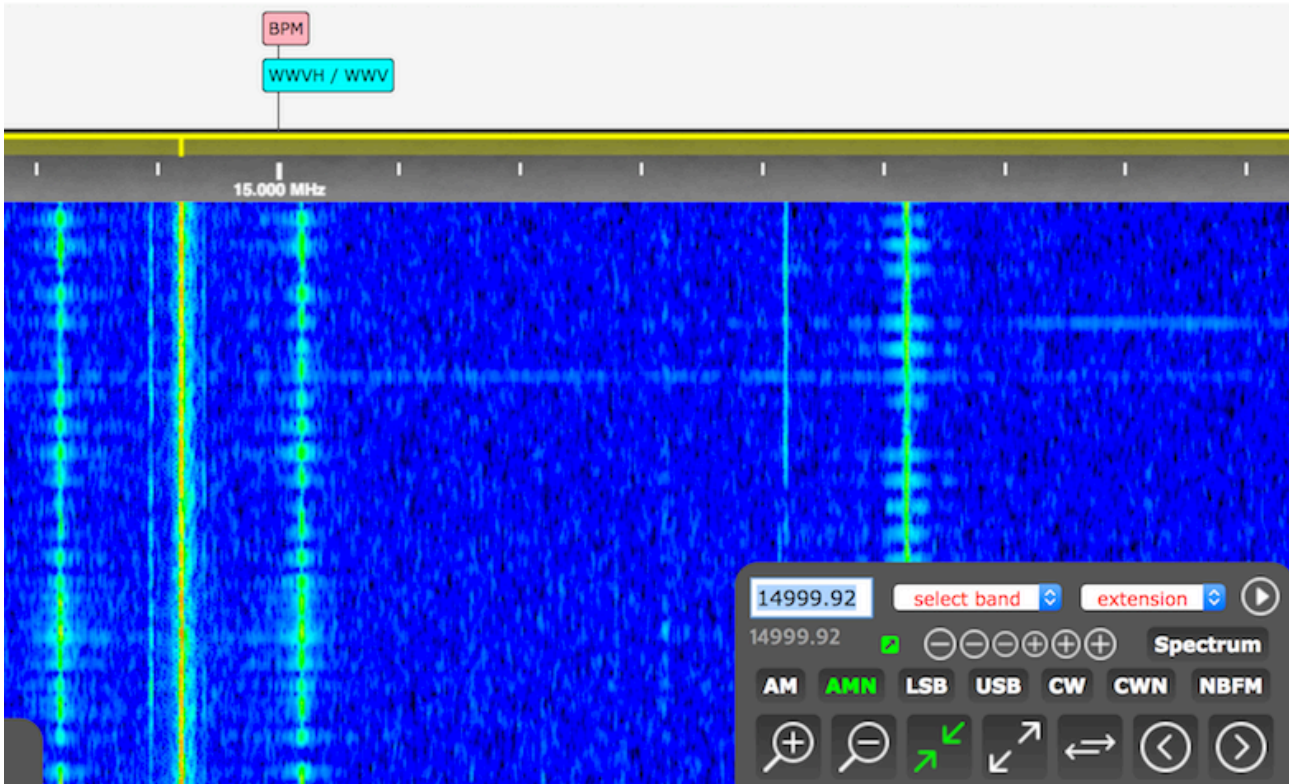 BPM
WWVH / WWV
15.000 MHz
14999.92 select band extension
14999.92 Spectrum
AM AMN LSB USB CW CWN NBFM